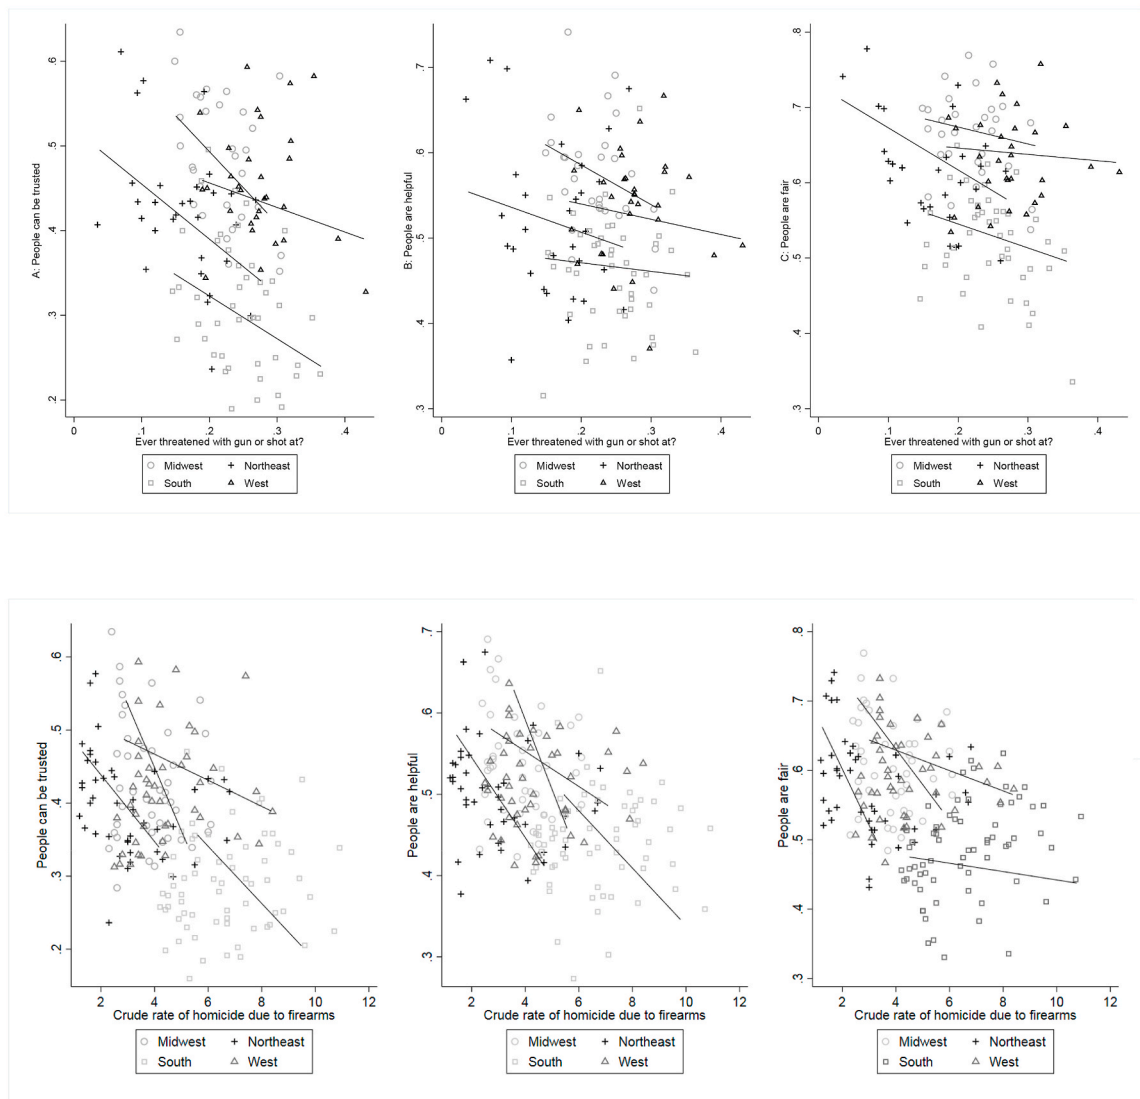 A: People can be trusted
.2 .3 .4 .5 .6
0 .1 .2 .3 .4
Ever threatened with gun or shot at?
Midwest Northeast
South West
B: People are helpful
.3 .4 .5 .6 .7
0 .1 .2 .3 .4
Ever threatened with gun or shot at?
Midwest Northeast
South West
C: People are fair
.3 .4 .5 .6 .7 .8
0 .1 .2 .3 .4
Ever threatened with gun or shot at?
Midwest Northeast
South West
People can be trusted
.2 .3 .4 .5 .6
2 4 6 8 10 12
Crude rate of homicide due to firearms
Midwest Northeast
South West
People are helpful
.3 .4 .5 .6 .7
2 4 6 8 10 12
Crude rate of homicide due to firearms
Midwest Northeast
South West
People are fair
.3 .4 .5 .6 .7 .8
2 4 6 8 10 12
Crude rate of homicide due to firearms
Midwest Northeast
South West